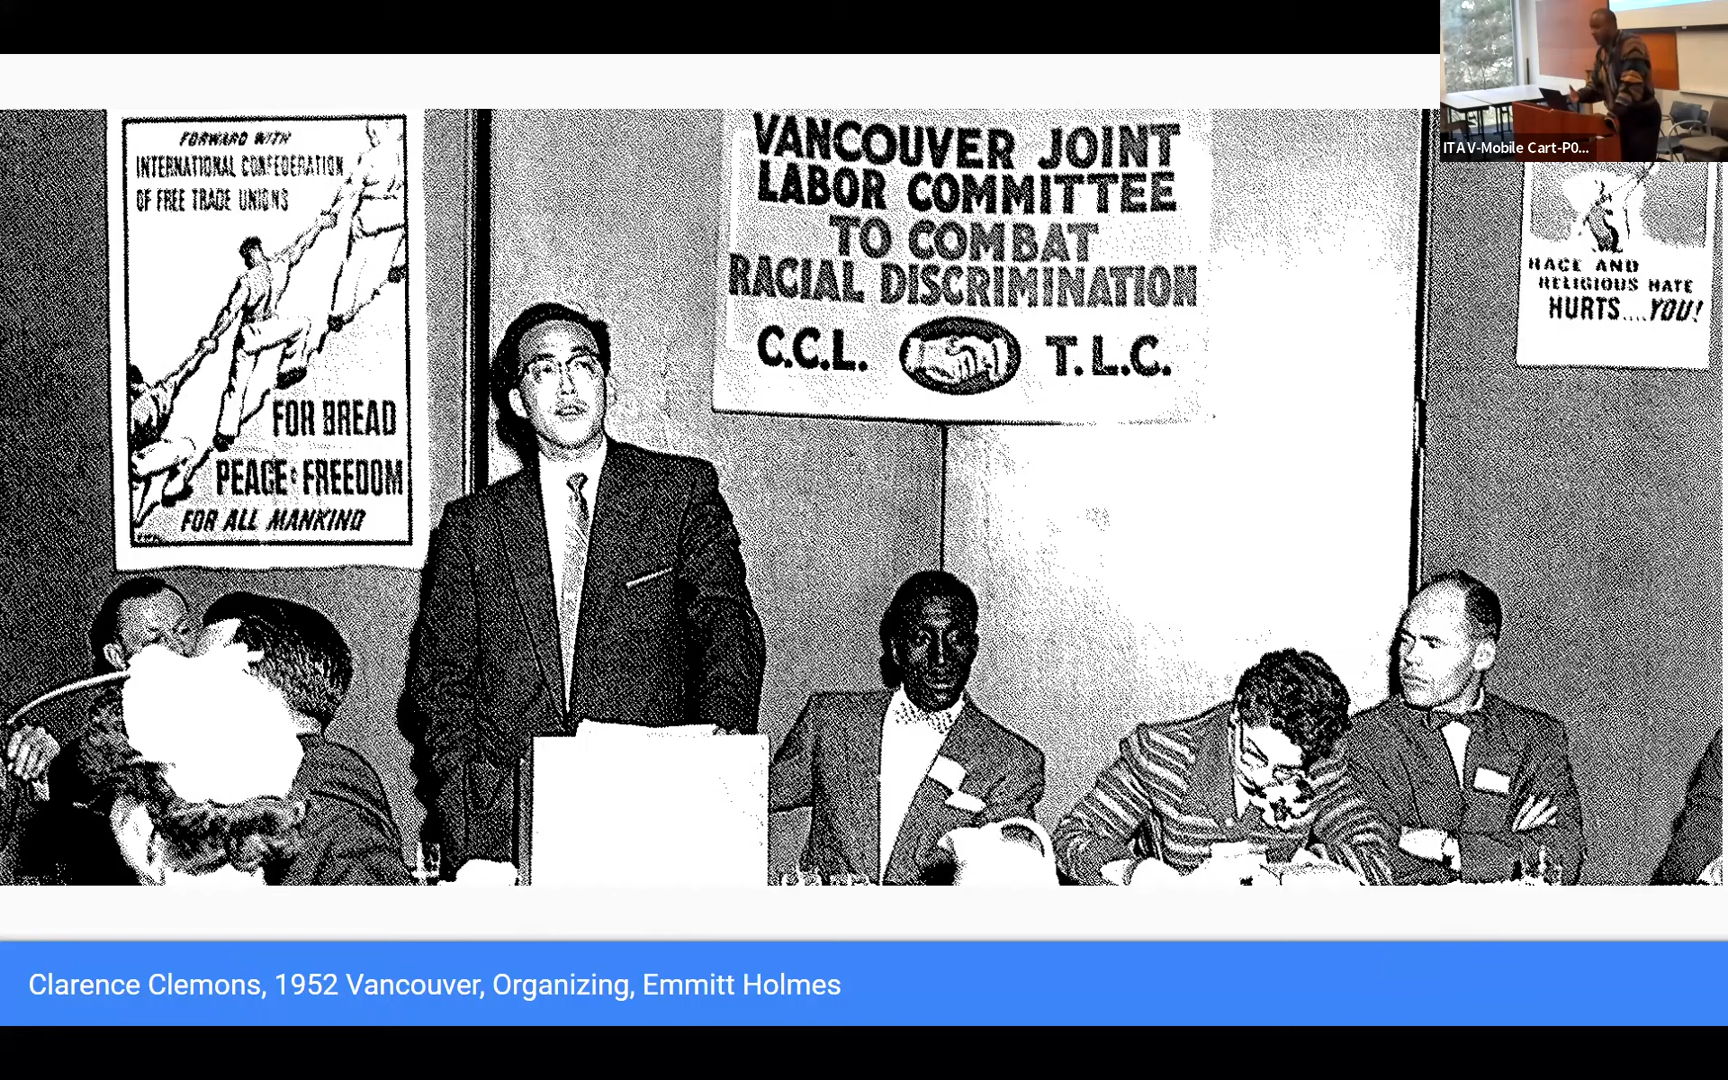 FORWARD WITH
INTERNATIONAL CONFEDERATION
OF FREE TRADE UNIONS
FOR BREAD
PEACE & FREEDOM
FOR ALL MANKIND
VANCOUVER JOINT
LABOR COMMITTEE
TO COMBAT
RACIAL DISCRIMINATION
C.C.L. T.L.C.
ITAV-Mobile Cart-P0...
RACE AND
RELIGIOUS HATE
HURTS....YOU!
Clarence Clemons, 1952 Vancouver, Organizing, Emmitt Holmes